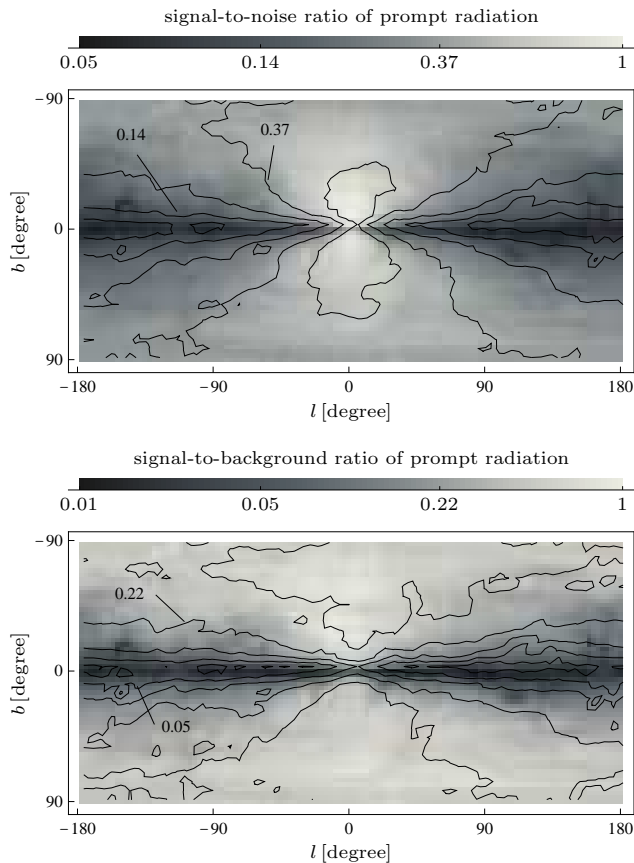 signal-to-noise ratio of prompt radiation
0.05 0.14 0.37 1
−90
0.14 0.37
0
b [degree]
90
−180 −90 0 90 180
l [degree]
signal-to-background ratio of prompt radiation
0.01 0.05 0.22 1
−90
0.22
0
b [degree]
0.05
90
−180 −90 0 90 180
l [degree]